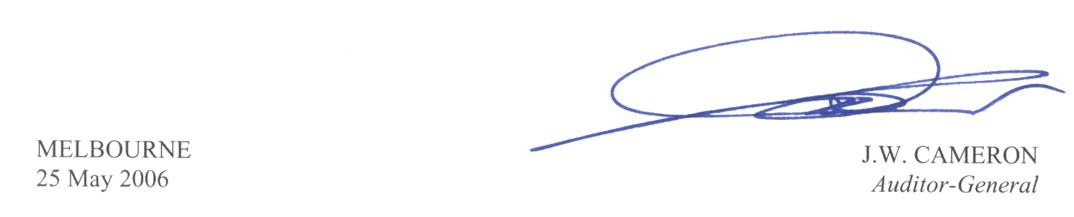 MELBOURNE
25 May 2006
J.W. CAMERON
Auditor-General